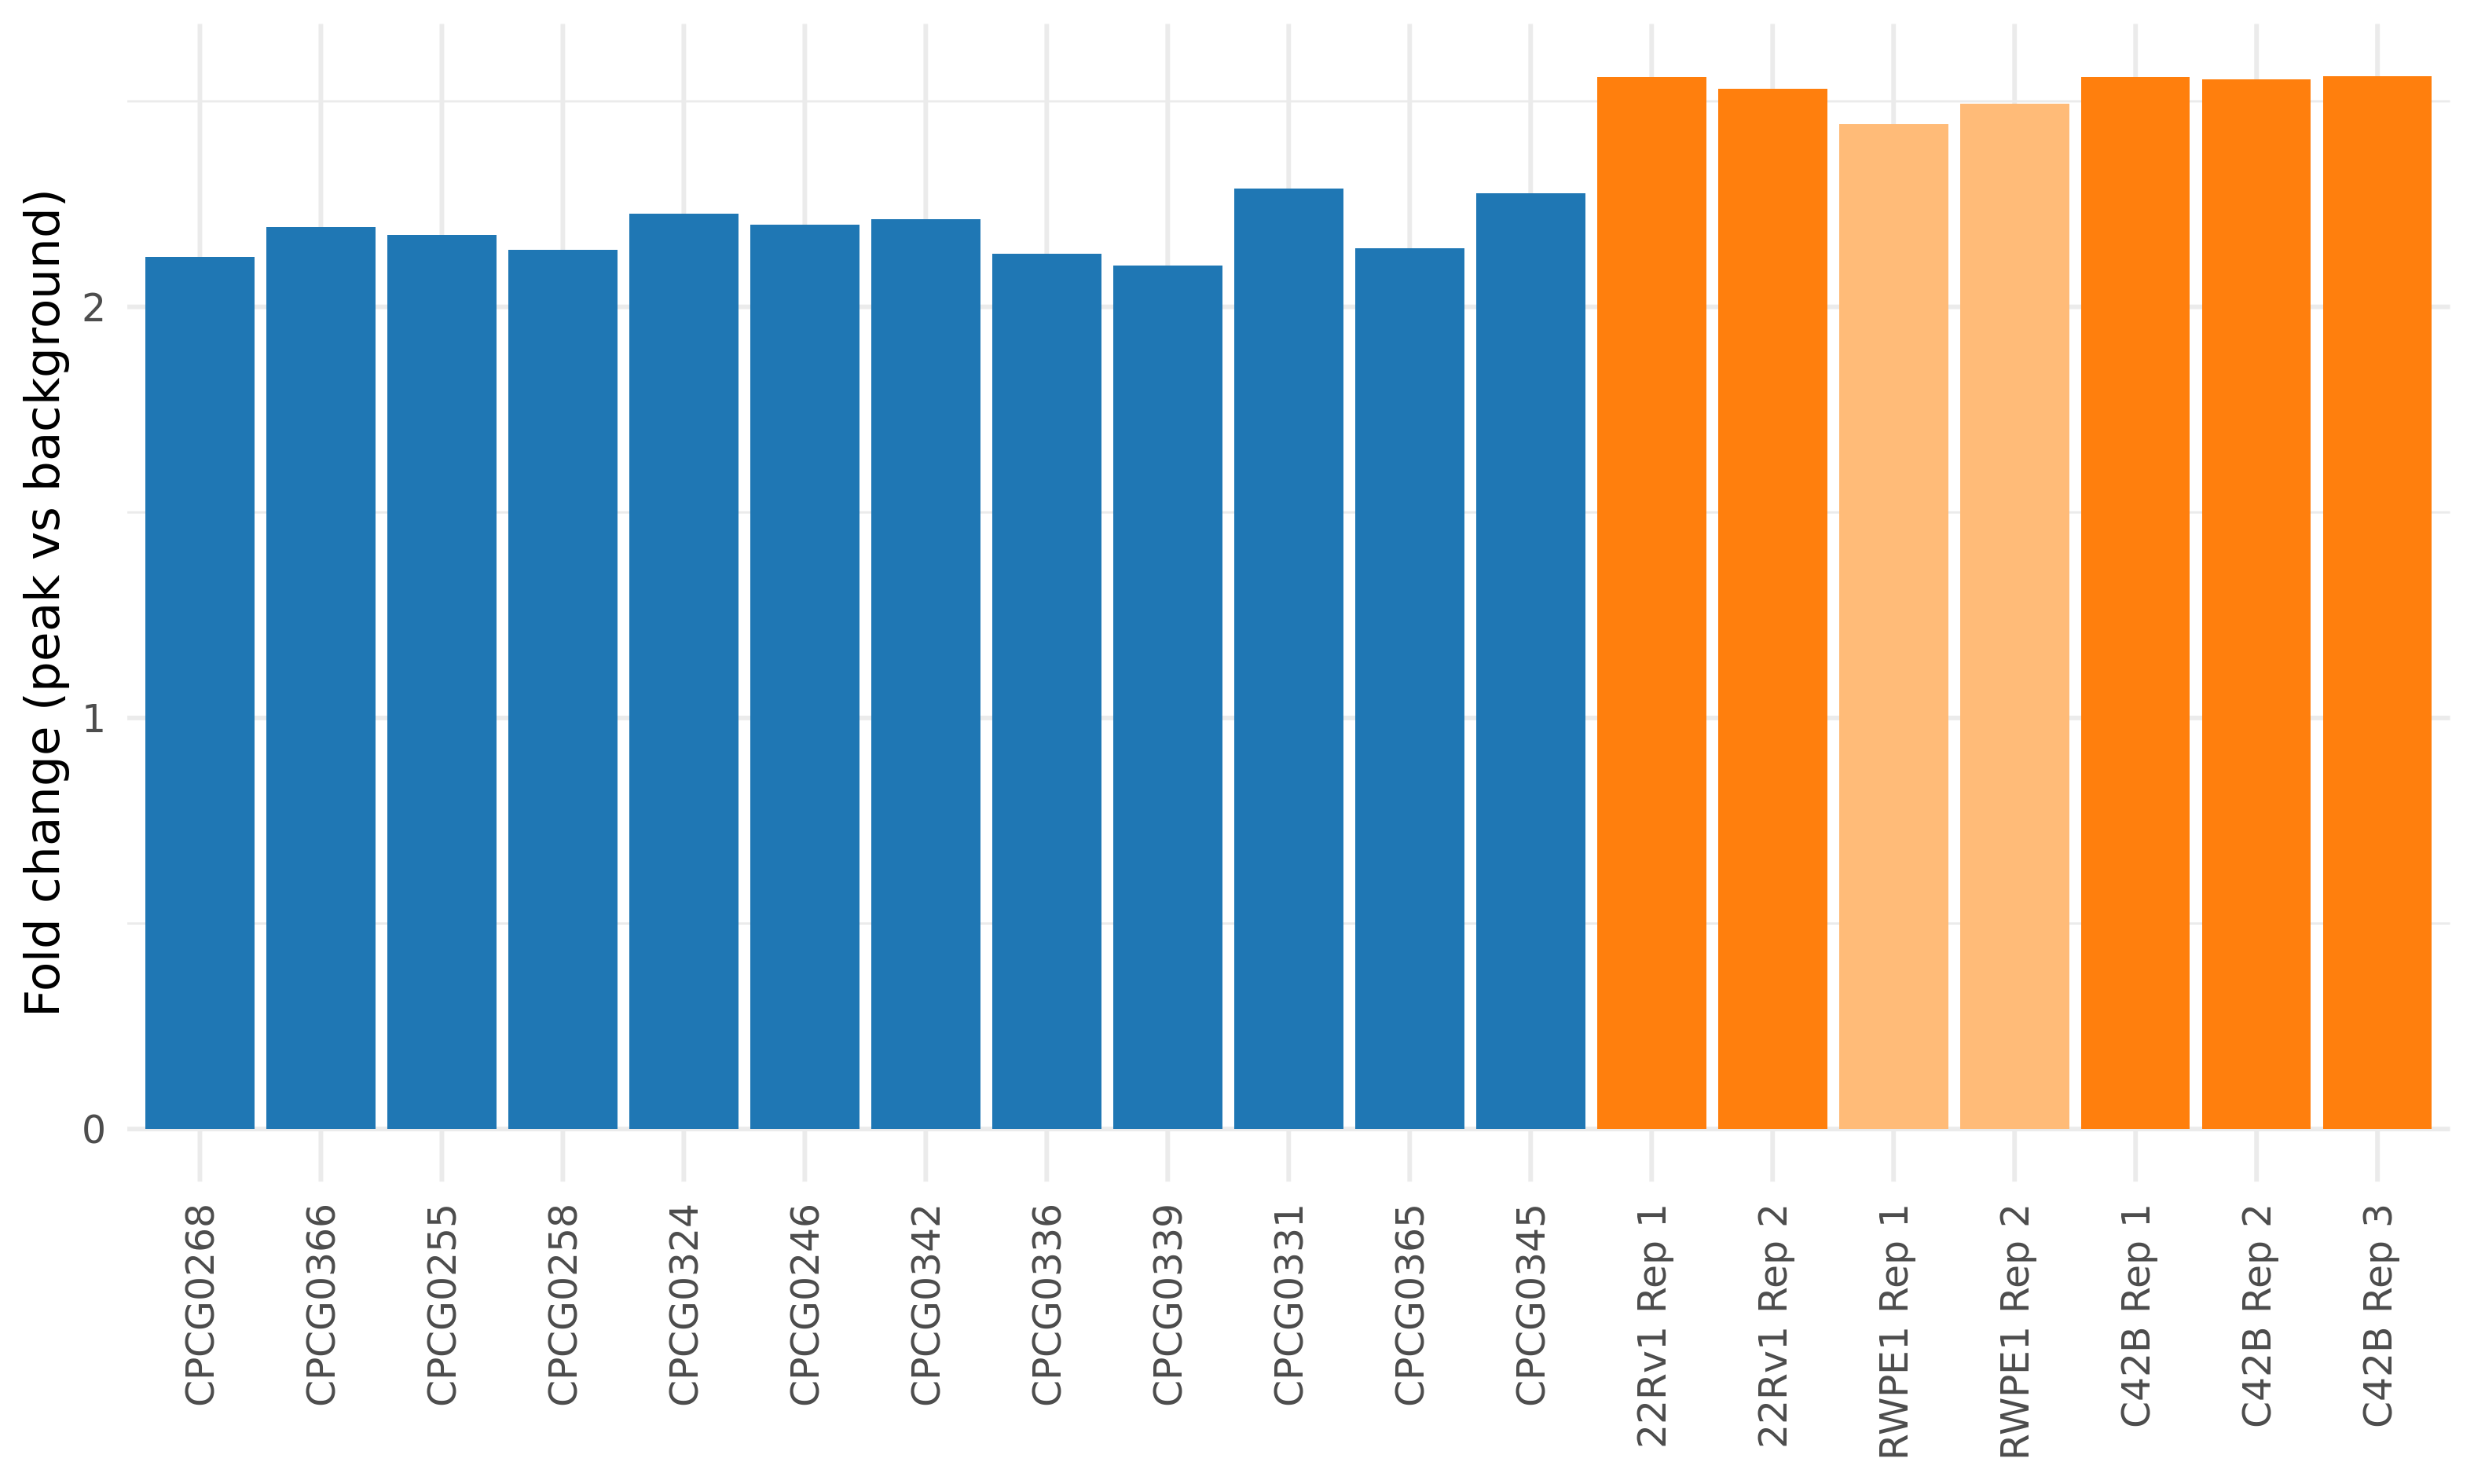 Fold change (peak vs background)
2
1
0
CPCG0268
CPCG0366
CPCG0255
CPCG0258
CPCG0324
CPCG0246
CPCG0342
CPCG0336
CPCG0339
CPCG0331
CPCG0365
CPCG0345
22Rv1 Rep 1
22Rv1 Rep 2
RWPE1 Rep 1
RWPE1 Rep 2
C42B Rep 1
C42B Rep 2
C42B Rep 3